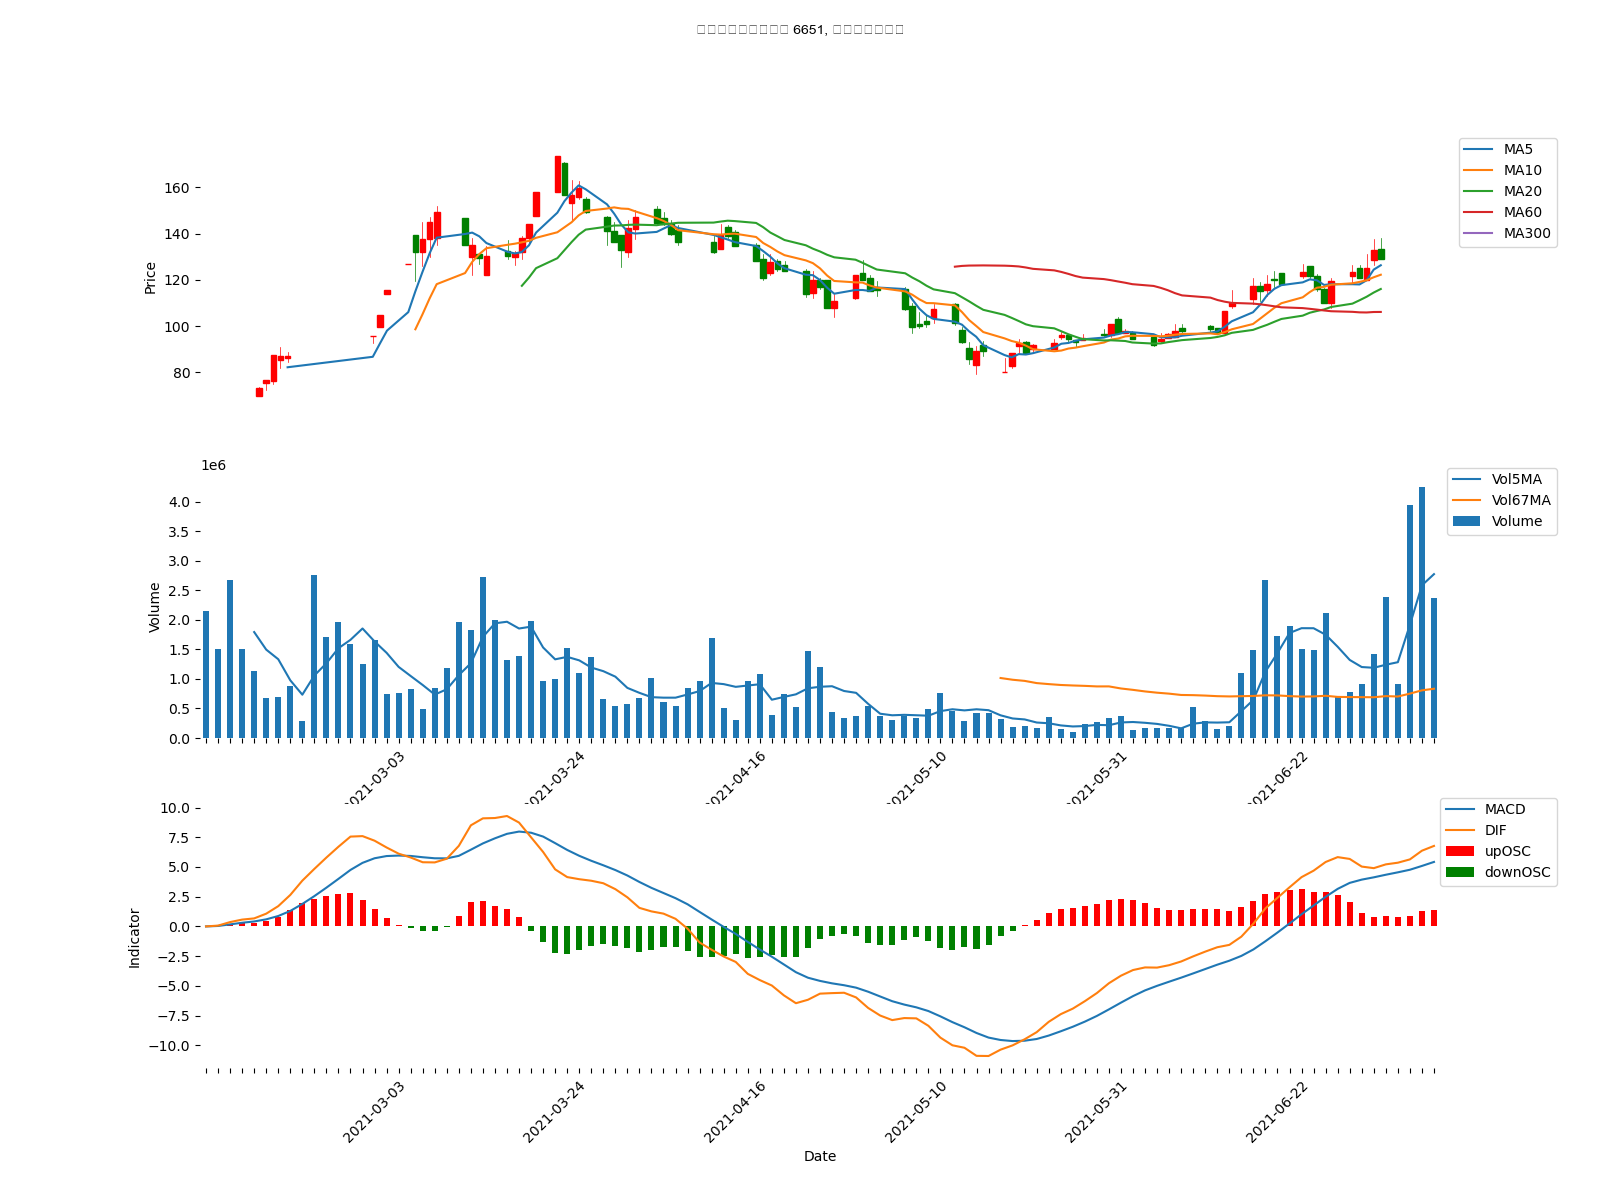 6651,
MA5
MA10
MA20
MA60
MA300
Price
160
140
120
100
80
1e6
Vol5MA
Vol67MA
Volume
Volume
4.0
3.5
3.0
2.5
2.0
1.5
1.0
0.5
0.0
2021-03-03
2021-03-24
2021-04-16
2021-05-10
2021-05-31
2021-06-22
MACD
DIF
upOSC
downOSC
Indicator
10.0
7.5
5.0
2.5
0.0
−2.5
−5.0
−7.5
−10.0
2021-03-03
2021-03-24
2021-04-16
2021-05-10
2021-05-31
2021-06-22
Date